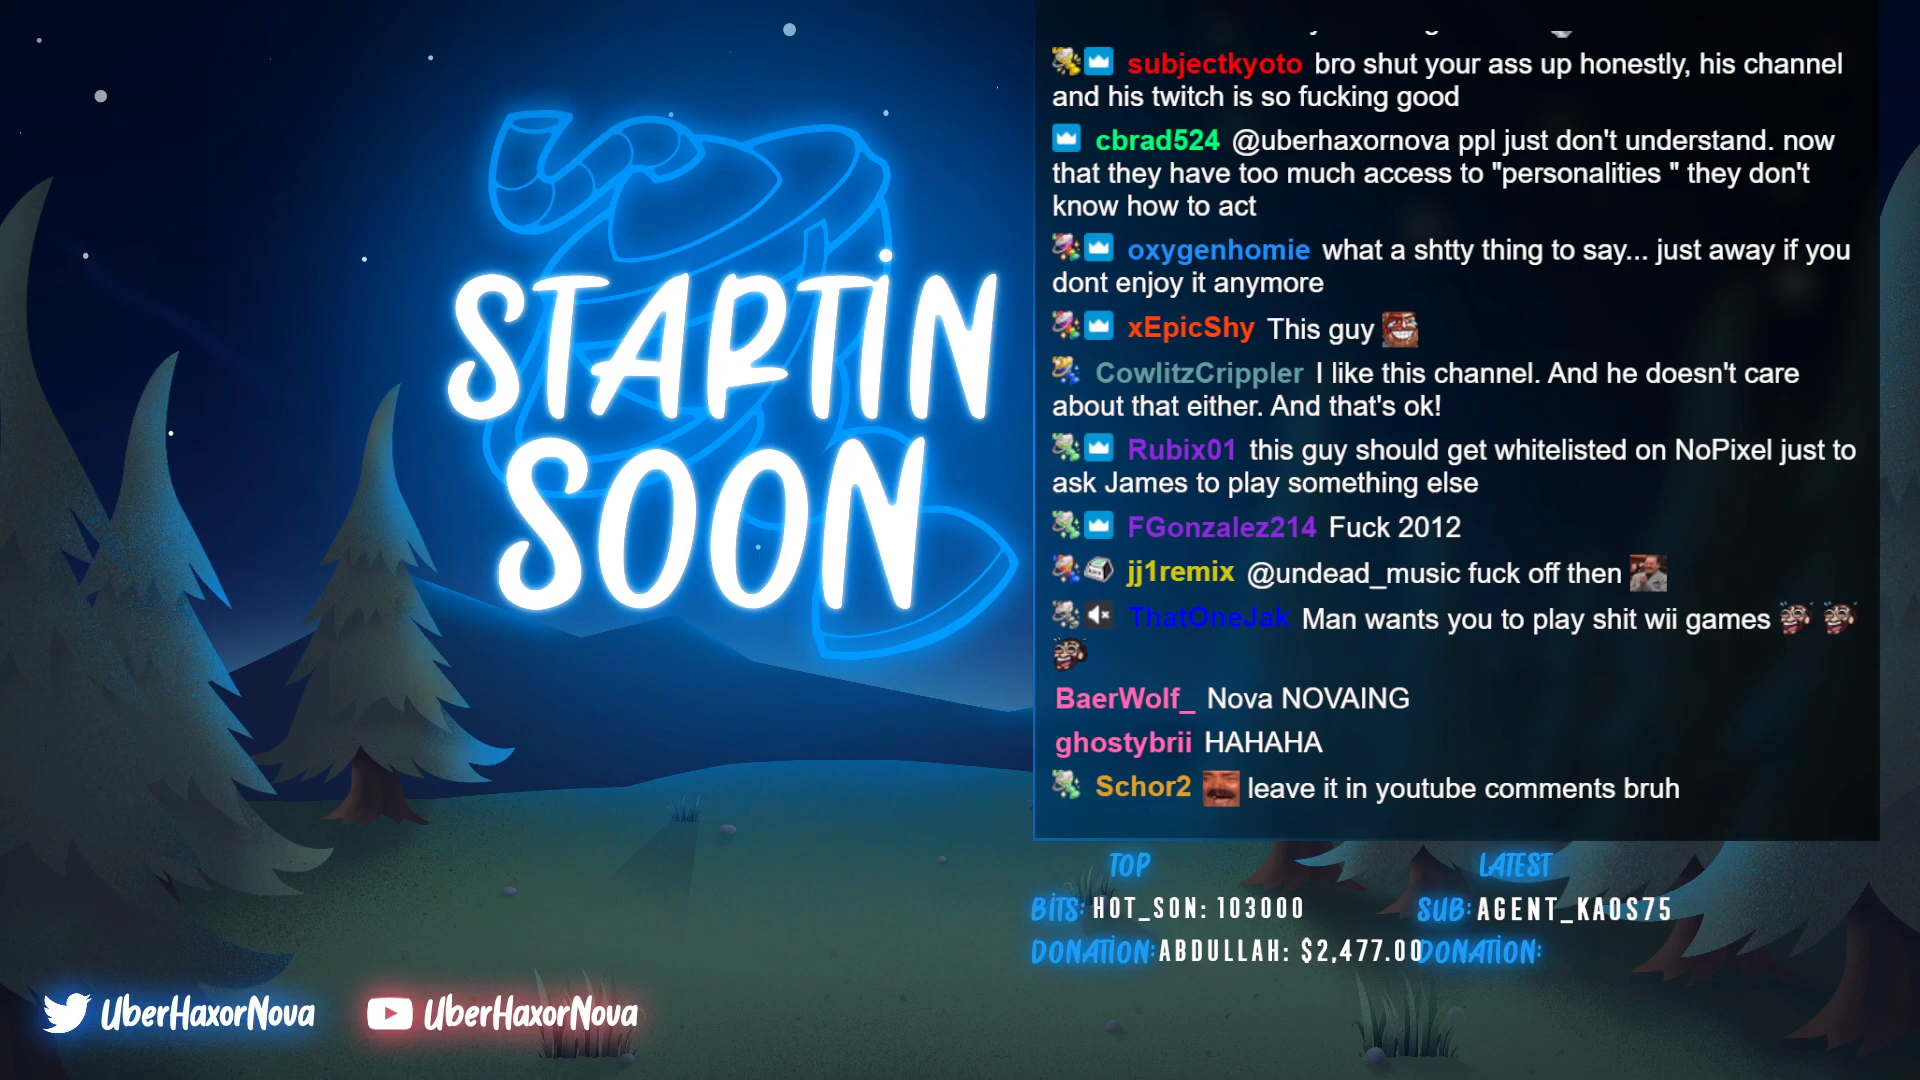 STARTIN
SOON
subjectkyoto bro shut your ass up honestly, his channel
and his twitch is so fucking good
cbrad524 @uberhaxornova ppl just don't understand. now
that they have too much access to "personalities " they don't
know how to act
oxygenhomie what a shtty thing to say... just away if you
dont enjoy it anymore
xEpicShy This guy
CowlitzCrippler I like this channel. And he doesn't care
about that either. And that's ok!
Rubix01 this guy should get whitelisted on NoPixel just to
ask James to play something else
FGonzalez214 Fuck 2012
jj1remix @undead_music fuck off then
ThatOneJak Man wants you to play shit wii games
BaerWolf_ Nova NOVAING
ghostybrii HAHAHA
Schor2 leave it in youtube comments bruh
TOP
BITS: HOT_SON: 103000
DONATION: ABDULLAH: $2,477.00
LATEST
SUB: AGENT_KAOS75
DONATION:
UberHaxorNova
UberHaxorNova